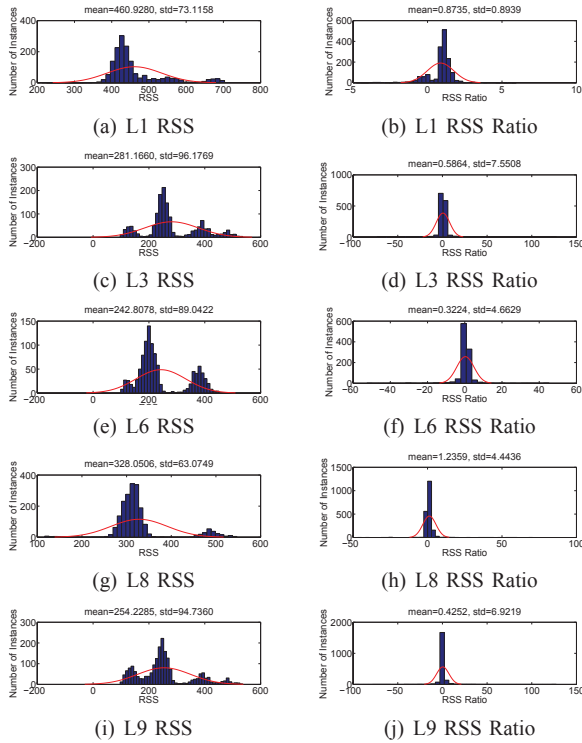 mean=460.9280, std=73.1158
Number of Instances
400
200
0
200 300 400 500 600 700 800
RSS
(a) L1 RSS
mean=0.8735, std=0.8939
Number of Instances
600
400
200
0
−5 0 5 10
RSS Ratio
(b) L1 RSS Ratio
mean=281.1660, std=96.1769
Number of Instances
300
200
100
0
−200 0 200 400 600
RSS
(c) L3 RSS
mean=0.5864, std=7.5508
Number of Instances
1000
500
0
−100 −50 0 50 100 150
RSS Ratio
(d) L3 RSS Ratio
mean=242.8078, std=89.0422
Number of Instances
150
100
50
0
−200 0 200 400 600
(e) L6 RSS
mean=0.3224, std=4.6629
Number of Instances
600
400
200
0
−60 −40 −20 0 20 40 60
RSS Ratio
(f) L6 RSS Ratio
mean=328.0506, std=63.0749
Number of Instances
400
200
0
100 200 300 400 500 600
RSS
(g) L8 RSS
mean=1.2359, std=4.4436
Number of Instances
1500
1000
500
0
−50 0 50 100
RSS Ratio
(h) L8 RSS Ratio
mean=254.2285, std=94.7360
Number of Instances
300
200
100
0
−200 0 200 400 600
RSS
(i) L9 RSS
mean=0.4252, std=6.9219
Number of Instances
2000
1000
0
−100 −50 0 50 100 150
RSS Ratio
(j) L9 RSS Ratio